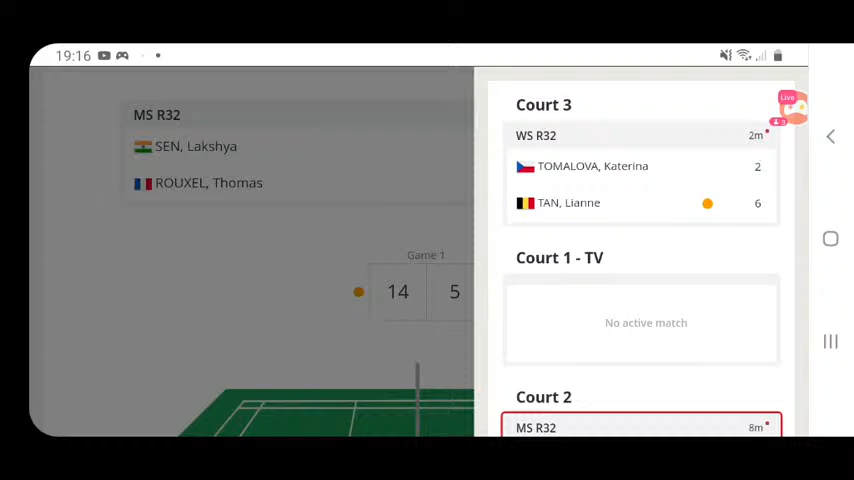 19:16
MS R32
SEN, Lakshya
ROUXEL, Thomas
Game 1
14 5
Court 3
WS R32 2m
TOMALOVA, Katerina 2
TAN, Lianne 6
Court 1 - TV
No active match
Court 2
MS R32 8m
Live